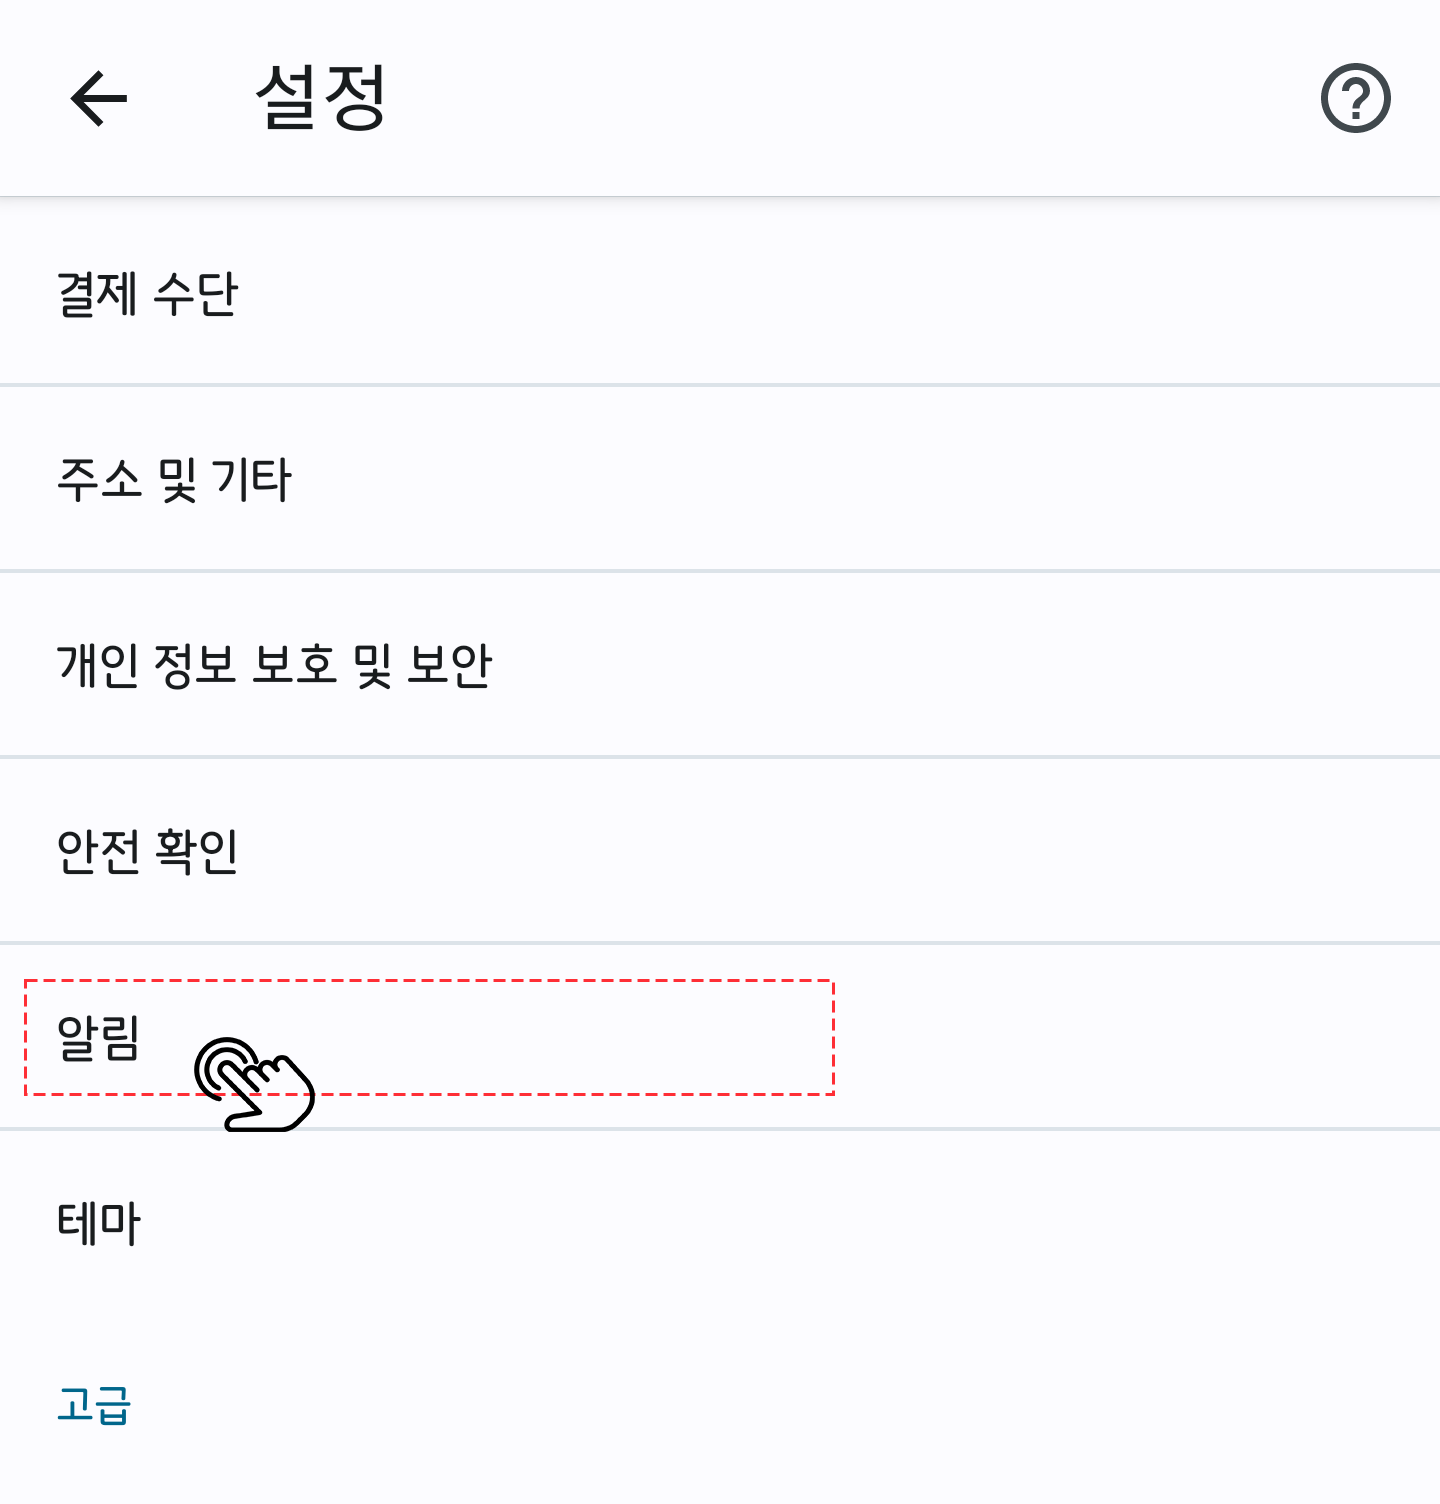 설정
결제 수단
주소 및 기타
개인 정보 보호 및 보안
안전 확인
알림
테마
고급